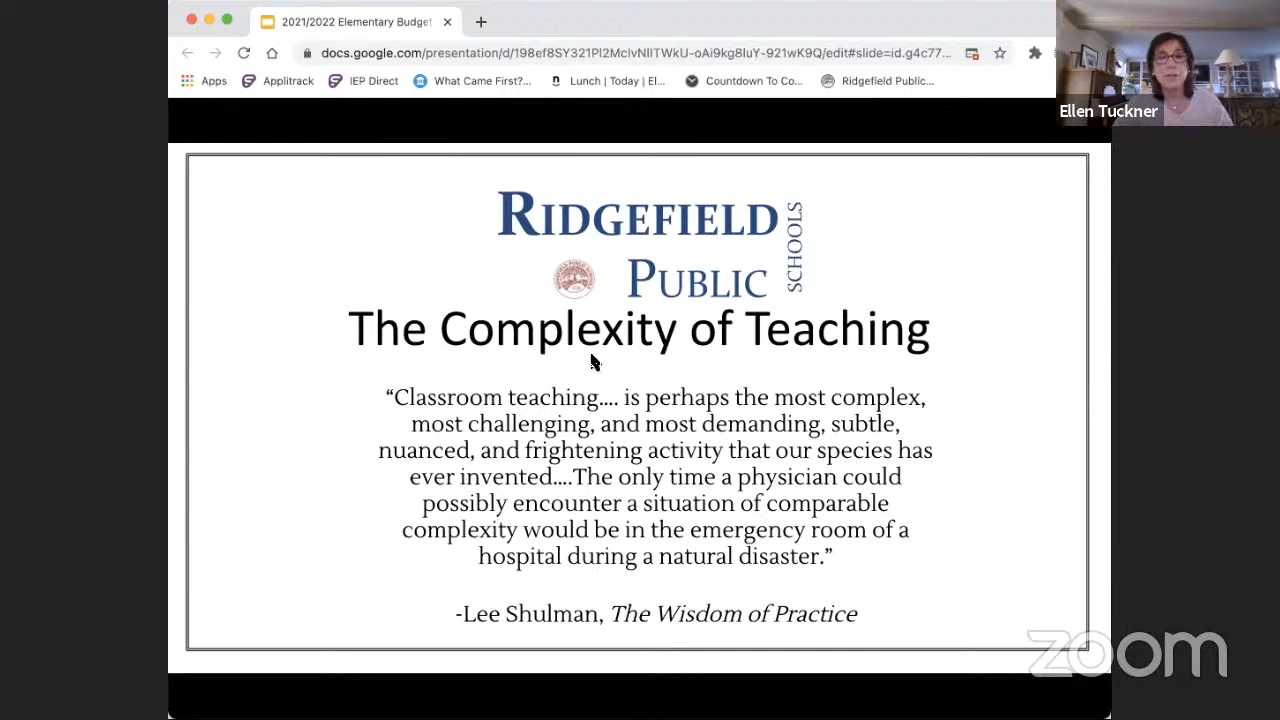 2021/2022 Elementary Budget
docs.google.com/presentation/d/198ef8SY321Pl2McIvNlITWkU-oAi9kg8IuY-921wK9Q/edit#slide=id.g4c77...
Apps
Applitrack
IEP Direct
What Came First?...
Lunch | Today | El...
Countdown To Co...
Ridgefield Public...
Ellen Tuckner
RIDGEFIELD
PUBLIC
SCHOOLS
The Complexity of Teaching
“Classroom teaching.... is perhaps the most complex,
most challenging, and most demanding, subtle,
nuanced, and frightening activity that our species has
ever invented....The only time a physician could
possibly encounter a situation of comparable
complexity would be in the emergency room of a
hospital during a natural disaster.”
-Lee Shulman, The Wisdom of Practice
zoom